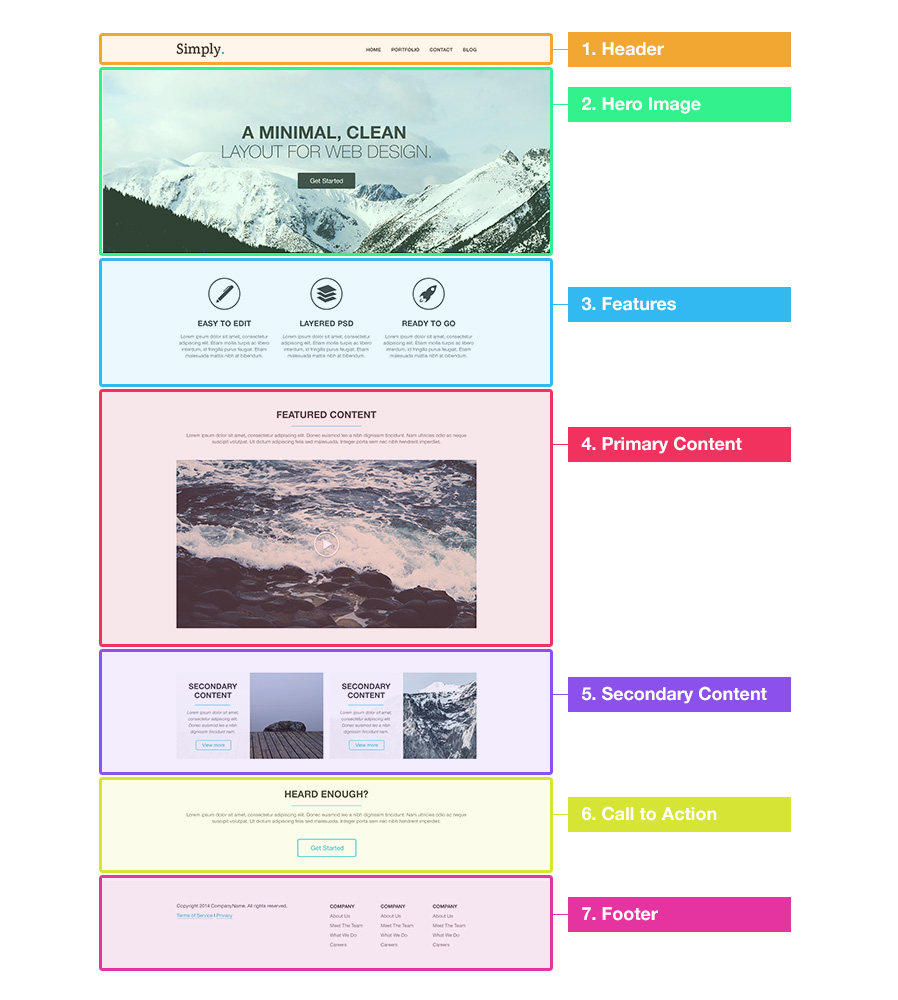 Simply.
HOME PORTFOLIO CONTACT BLOG
1. Header
2. Hero Image
A MINIMAL, CLEAN
LAYOUT FOR WEB DESIGN.
Get Started
3. Features
EASY TO EDIT
Lorem ipsum dolor sit amet, consectetur
adipiscing elit. Etiam mollis turpis ac libero
interdum, id fringilla purus feugiat. Etiam
malesuada mattis nibh at bibendum.
LAYERED PSD
Lorem ipsum dolor sit amet, consectetur
adipiscing elit. Etiam mollis turpis ac libero
interdum, id fringilla purus feugiat. Etiam
malesuada mattis nibh at bibendum.
READY TO GO
Lorem ipsum dolor sit amet, consectetur
adipiscing elit. Etiam mollis turpis ac libero
interdum, id fringilla purus feugiat. Etiam
malesuada mattis nibh at bibendum.
4. Primary Content
FEATURED CONTENT
Lorem ipsum dolor sit amet, consectetur adipiscing elit. Donec euismod leo a nibh dignissim tincidunt. Nam ultricies odio ac neque
suscipit volutpat. Ut dictum adipiscing felis sed malesuada. Integer porta sem nec nibh hendrerit imperdiet.
5. Secondary Content
SECONDARY
CONTENT
Lorem ipsum dolor sit amet,
consectetur adipiscing elit.
Donec euismod leo a nibh
dignissim tincidunt.
View more
SECONDARY
CONTENT
Lorem ipsum dolor sit amet,
consectetur adipiscing elit.
Donec euismod leo a nibh
dignissim tincidunt.
View more
6. Call to Action
HEARD ENOUGH?
Lorem ipsum dolor sit amet, consectetur adipiscing elit. Donec euismod leo a nibh dignissim tincidunt. Nam ultricies odio ac neque
suscipit volutpat. Ut dictum adipiscing felis sed malesuada. Integer porta sem nec nibh hendrerit imperdiet.
Get Started
7. Footer
Copyright 2014 CompanyName. All rights reserved.
Terms of Service | Privacy
COMPANY
About Us
Meet The Team
What We Do
Careers
COMPANY
About Us
Meet The Team
What We Do
Careers
COMPANY
About Us
Meet The Team
What We Do
Careers